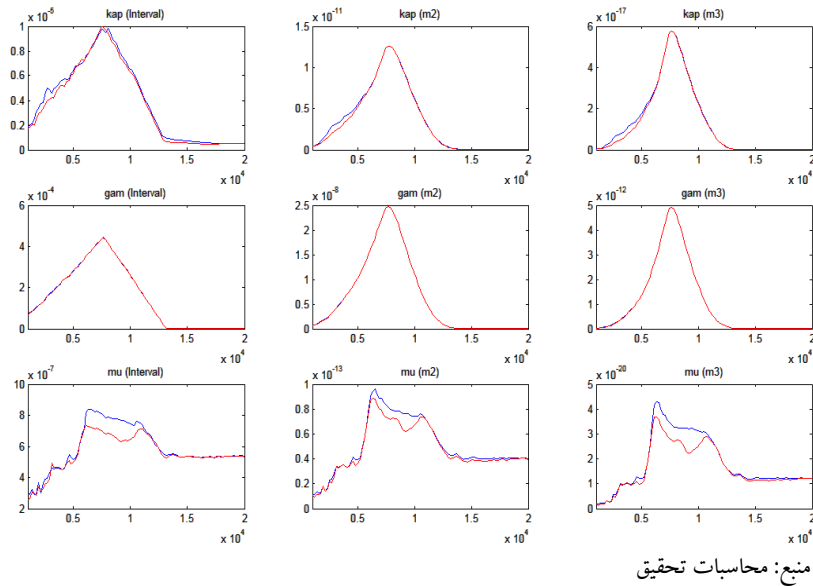 kap (Interval) kap (m2) kap (m3)
x 10^-5 x 10^-11 x 10^-17
1 1.5 6
0.8
0.6 1 4
0.4 0.5 2
0.2
0 0 0
0.5 1 1.5 2 0.5 1 1.5 2 0.5 1 1.5 2
x 10^4 x 10^4 x 10^4
gam (Interval) gam (m2) gam (m3)
x 10^-4 x 10^-8 x 10^-12
6 2.5 5
4 2 4
1.5 3
2 1 2
0 0.5 1
-2 0 0
0.5 1 1.5 2 0.5 1 1.5 2 0.5 1 1.5 2
x 10^4 x 10^4 x 10^4
mu (Interval) mu (m2) mu (m3)
x 10^-7 x 10^-13 x 10^-20
10 1 5
8 0.8 4
0.6 3
6 0.4 2
4 0.2 1
2 0 0
0.5 1 1.5 2 0.5 1 1.5 2 0.5 1 1.5 2
x 10^4 x 10^4 x 10^4
منبع: محاسبات تحقیق